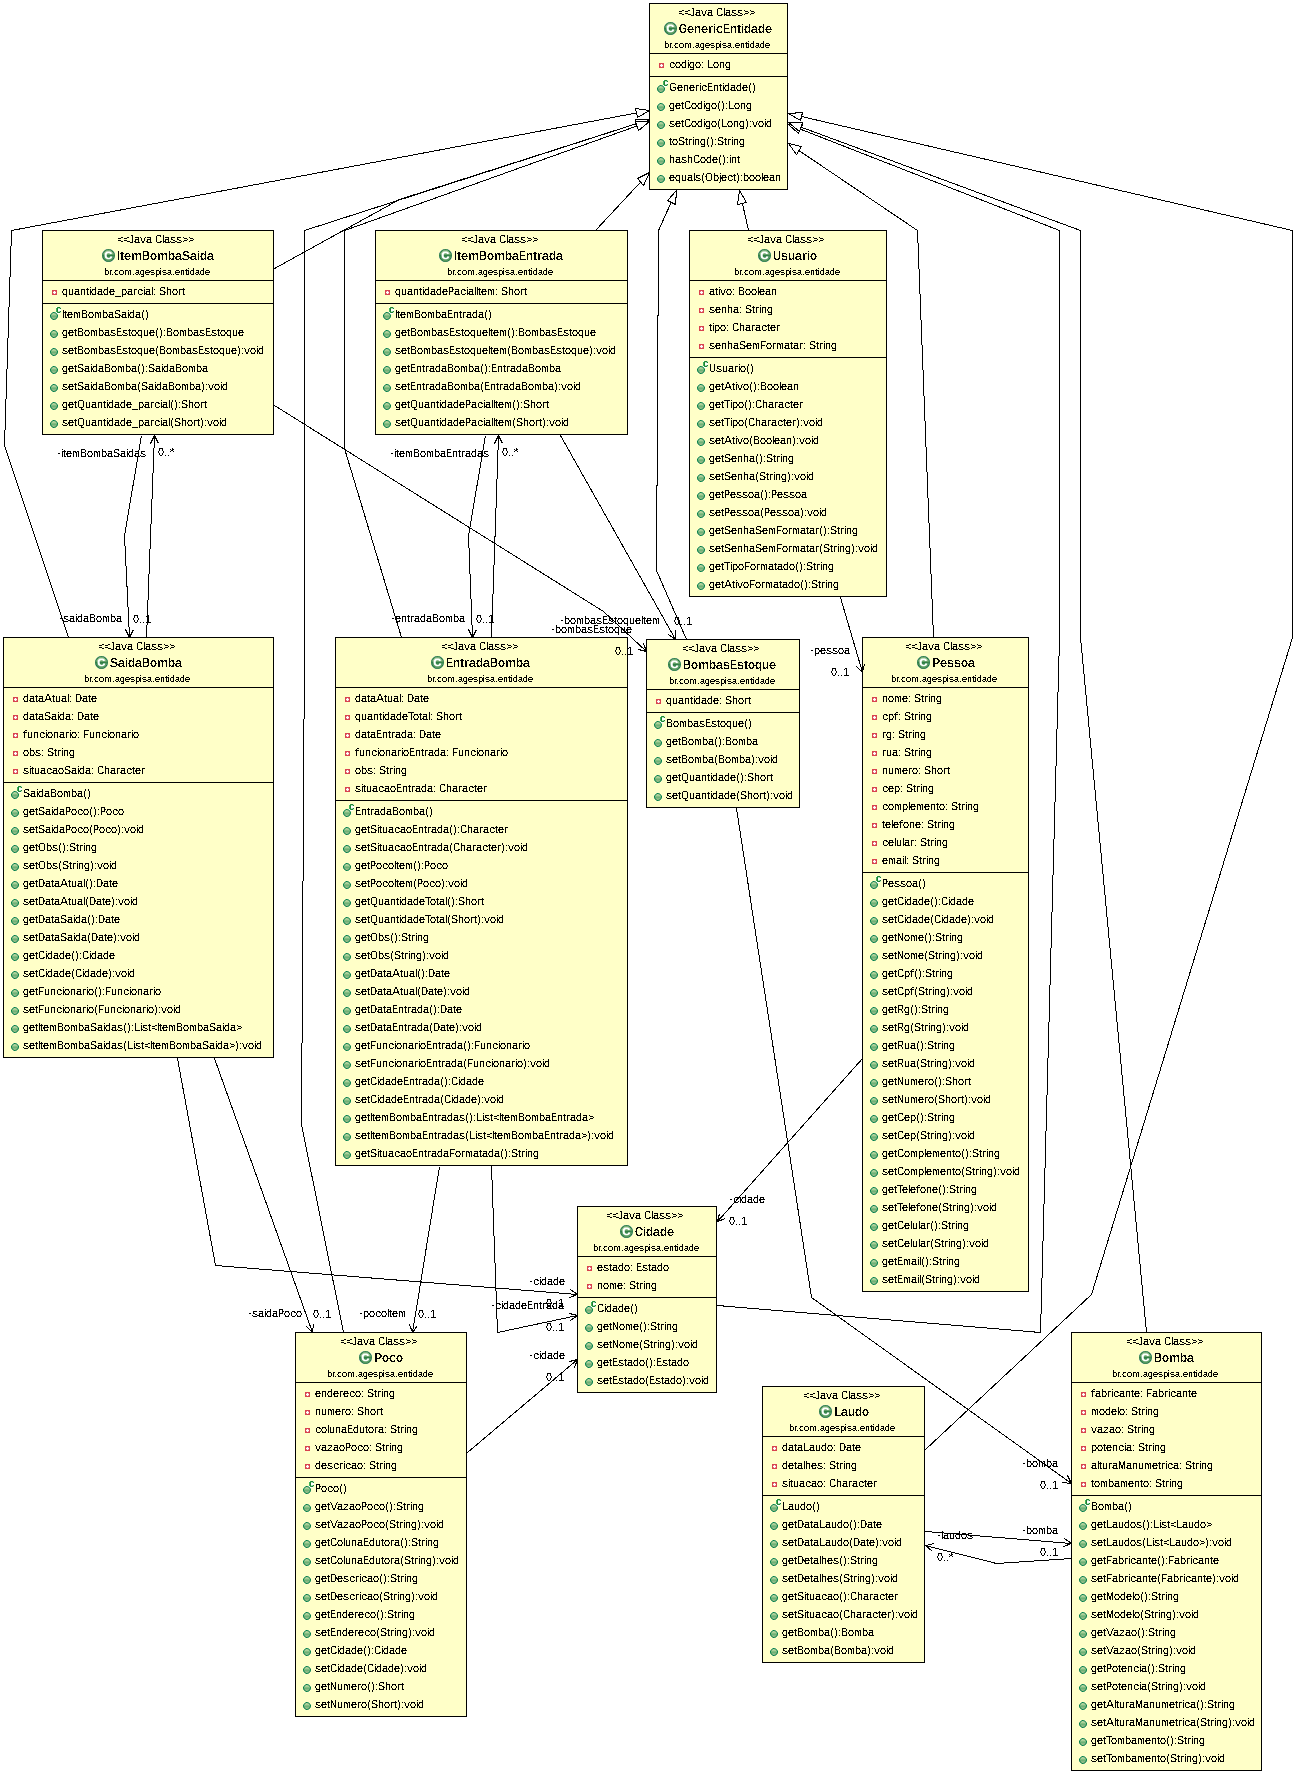 <<Java Class>>
GenericEntidade
br.com.agespisa.entidade
codigo: Long
GenericEntidade()
getCodigo():Long
setCodigo(Long):void
toString():String
hashCode():int
equals(Object):boolean
<<Java Class>>
ItemBombaSaida
br.com.agespisa.entidade
quantidade_parcial: Short
ItemBombaSaida()
getBombasEstoque():BombasEstoque
setBombasEstoque(BombasEstoque):void
getSaidaBomba():SaidaBomba
setSaidaBomba(SaidaBomba):void
getQuantidade_parcial():Short
setQuantidade_parcial(Short):void
<<Java Class>>
ItemBombaEntrada
br.com.agespisa.entidade
quantidadePacialItem: Short
ItemBombaEntrada()
getBombasEstoqueItem():BombasEstoque
setBombasEstoqueItem(BombasEstoque):void
getEntradaBomba():EntradaBomba
setEntradaBomba(EntradaBomba):void
getQuantidadePacialItem():Short
setQuantidadePacialItem(Short):void
<<Java Class>>
Usuario
br.com.agespisa.entidade
ativo: Boolean
senha: String
tipo: Character
senhaSemFormatar: String
Usuario()
getAtivo():Boolean
getTipo():Character
setTipo(Character):void
setAtivo(Boolean):void
getSenha():String
setSenha(String):void
getPessoa():Pessoa
setPessoa(Pessoa):void
getSenhaSemFormatar():String
setSenhaSemFormatar(String):void
getTipoFormatado():String
getAtivoFormatado():String
-itemBombaSaidas 0..*
-itemBombaEntradas 0..*
-saidaBomba 0..1
-entradaBomba 0..1
-bombasEstoqueItem 0..1
-bombasEstoque
0..1
-pessoa
0..1
<<Java Class>>
SaidaBomba
br.com.agespisa.entidade
dataAtual: Date
dataSaida: Date
funcionario: Funcionario
obs: String
situacaoSaida: Character
SaidaBomba()
getSaidaPoco():Poco
setSaidaPoco(Poco):void
getObs():String
setObs(String):void
getDataAtual():Date
setDataAtual(Date):void
getDataSaida():Date
setDataSaida(Date):void
getCidade():Cidade
setCidade(Cidade):void
getFuncionario():Funcionario
setFuncionario(Funcionario):void
getItemBombaSaidas():List<ItemBombaSaida>
setItemBombaSaidas(List<ItemBombaSaida>):void
<<Java Class>>
EntradaBomba
br.com.agespisa.entidade
dataAtual: Date
quantidadeTotal: Short
dataEntrada: Date
funcionarioEntrada: Funcionario
obs: String
situacaoEntrada: Character
EntradaBomba()
getSituacaoEntrada():Character
setSituacaoEntrada(Character):void
getPocoItem():Poco
setPocoItem(Poco):void
getQuantidadeTotal():Short
setQuantidadeTotal(Short):void
getObs():String
setObs(String):void
getDataAtual():Date
setDataAtual(Date):void
getDataEntrada():Date
setDataEntrada(Date):void
getFuncionarioEntrada():Funcionario
setFuncionarioEntrada(Funcionario):void
getCidadeEntrada():Cidade
setCidadeEntrada(Cidade):void
getItemBombaEntradas():List<ItemBombaEntrada>
setItemBombaEntradas(List<ItemBombaEntrada>):void
getSituacaoEntradaFormatada():String
<<Java Class>>
BombasEstoque
br.com.agespisa.entidade
quantidade: Short
BombasEstoque()
getBomba():Bomba
setBomba(Bomba):void
getQuantidade():Short
setQuantidade(Short):void
<<Java Class>>
Pessoa
br.com.agespisa.entidade
nome: String
cpf: String
rg: String
rua: String
numero: Short
cep: String
complemento: String
telefone: String
celular: String
email: String
Pessoa()
getCidade():Cidade
setCidade(Cidade):void
getNome():String
setNome(String):void
getCpf():String
setCpf(String):void
getRg():String
setRg(String):void
getRua():String
setRua(String):void
getNumero():Short
setNumero(Short):void
getCep():String
setCep(String):void
getComplemento():String
setComplemento(String):void
getTelefone():String
setTelefone(String):void
getCelular():String
setCelular(String):void
getEmail():String
setEmail(String):void
-cidade
0..1
<<Java Class>>
Cidade
br.com.agespisa.entidade
estado: Estado
nome: String
Cidade()
getNome():String
setNome(String):void
getEstado():Estado
setEstado(Estado):void
-cidade
0..1
-cidadeEntrada
0..1
-cidade
0..1
-saidaPoco 0..1
-pocoItem 0..1
<<Java Class>>
Poco
br.com.agespisa.entidade
endereco: String
numero: Short
colunaEdutora: String
vazaoPoco: String
descricao: String
Poco()
getVazaoPoco():String
setVazaoPoco(String):void
getColunaEdutora():String
setColunaEdutora(String):void
getDescricao():String
setDescricao(String):void
getEndereco():String
setEndereco(String):void
getCidade():Cidade
setCidade(Cidade):void
getNumero():Short
setNumero(Short):void
<<Java Class>>
Laudo
br.com.agespisa.entidade
dataLaudo: Date
detalhes: String
situacao: Character
Laudo()
getDataLaudo():Date
setDataLaudo(Date):void
getDetalhes():String
setDetalhes(String):void
getSituacao():Character
setSituacao(Character):void
getBomba():Bomba
setBomba(Bomba):void
-bomba
0..1
-laudos
0..*
-bomba
0..1
<<Java Class>>
Bomba
br.com.agespisa.entidade
fabricante: Fabricante
modelo: String
vazao: String
potencia: String
alturaManumetrica: String
tombamento: String
Bomba()
getLaudos():List<Laudo>
setLaudos(List<Laudo>):void
getFabricante():Fabricante
setFabricante(Fabricante):void
getModelo():String
setModelo(String):void
getVazao():String
setVazao(String):void
getPotencia():String
setPotencia(String):void
getAlturaManumetrica():String
setAlturaManumetrica(String):void
getTombamento():String
setTombamento(String):void